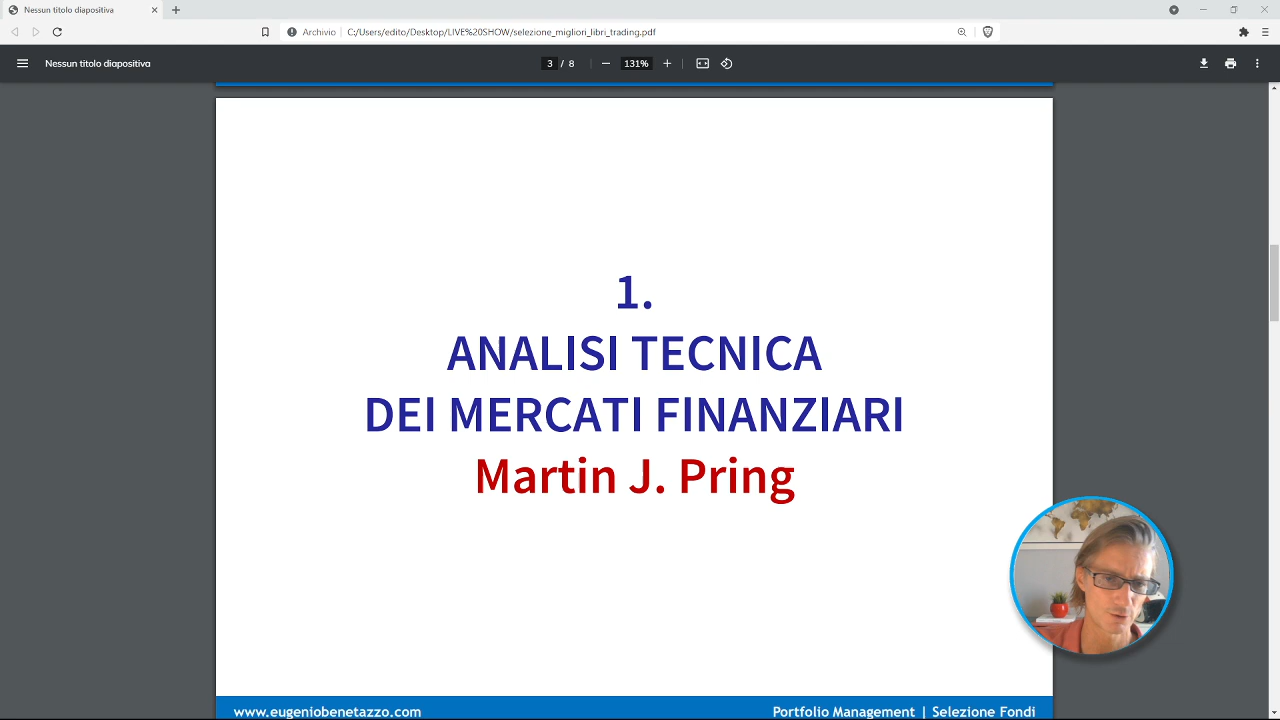 Nessun titolo diapositiva
Archivio C:/Users/edito/Desktop/LIVE%20SHOW/selezione_migliori_libri_trading.pdf
Nessun titolo diapositiva 3 / 8 131%
1.
ANALISI TECNICA
DEI MERCATI FINANZIARI
Martin J. Pring
www.eugeniobenetazzo.com Portfolio Management | Selezione Fondi